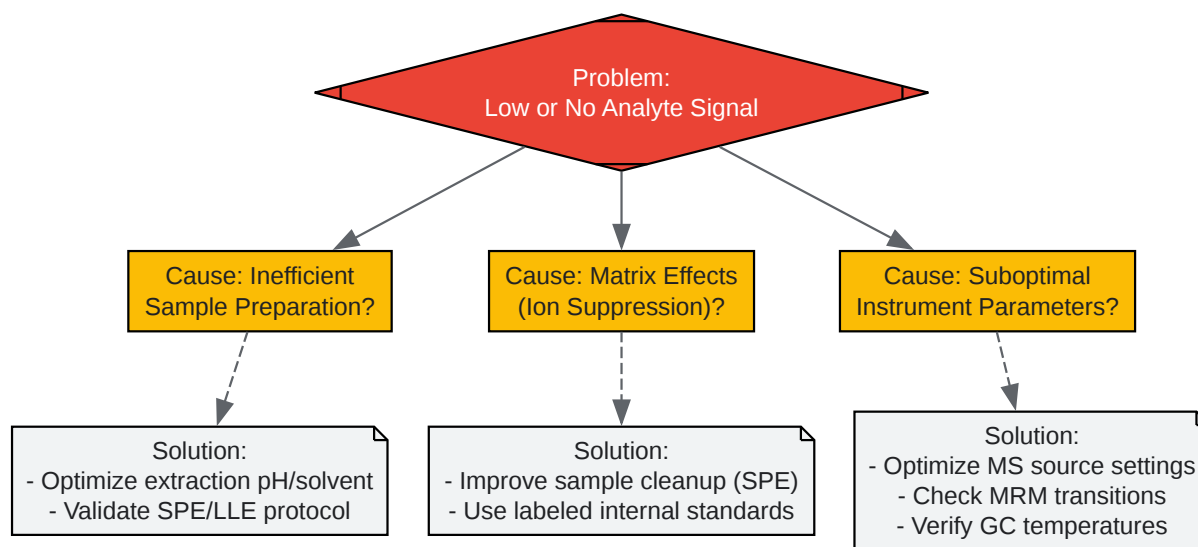 Problem:
Low or No Analyte Signal
Cause: Inefficient
Sample Preparation?
Cause: Matrix Effects
(Ion Suppression)?
Cause: Suboptimal
Instrument Parameters?
Solution:
- Optimize extraction pH/solvent
- Validate SPE/LLE protocol
Solution:
- Improve sample cleanup (SPE)
- Use labeled internal standards
Solution:
- Optimize MS source settings
- Check MRM transitions
- Verify GC temperatures